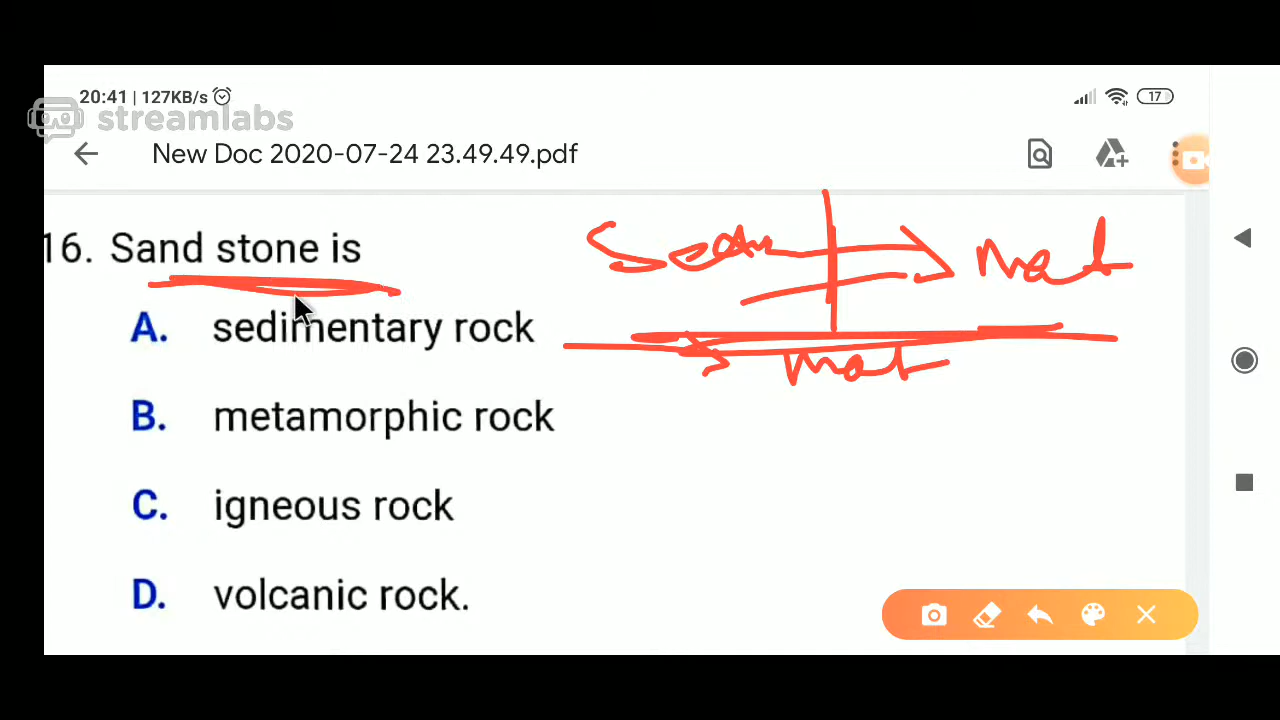 20:41 | 127KB/s
streamlabs
17
New Doc 2020-07-24 23.49.49.pdf
16. Sand stone is
A. sedimentary rock
B. metamorphic rock
C. igneous rock
D. volcanic rock.